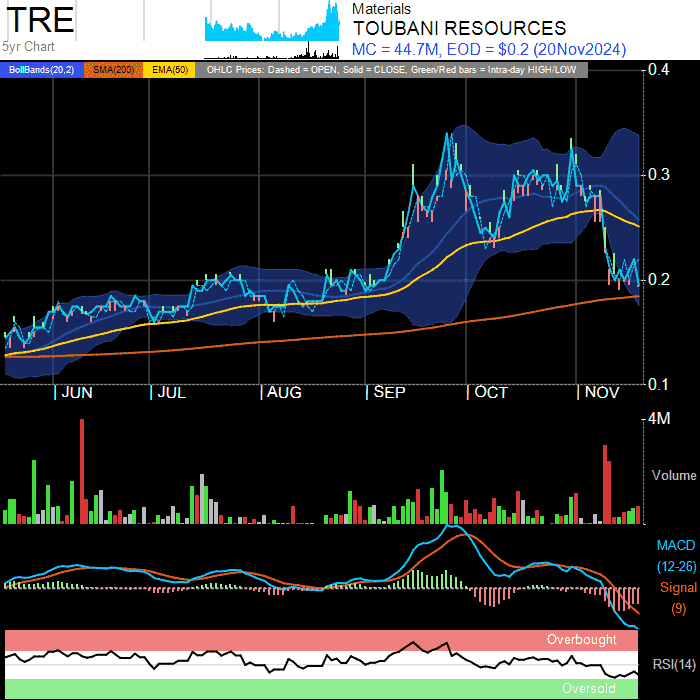 TRE
5yr Chart
Materials
TOUBANI RESOURCES
MC = 44.7M, EOD = $0.2 (20Nov2024)
BollBands(20,2) SMA(200) EMA(50) OHLC Prices: Dashed = OPEN, Solid = CLOSE, Green/Red bars = Intra-day HIGH/LOW
0.4
0.3
0.2
0.1
JUN JUL AUG SEP OCT NOV
4M
Volume
MACD
(12-26)
Signal
(9)
Overbought
RSI(14)
Oversold